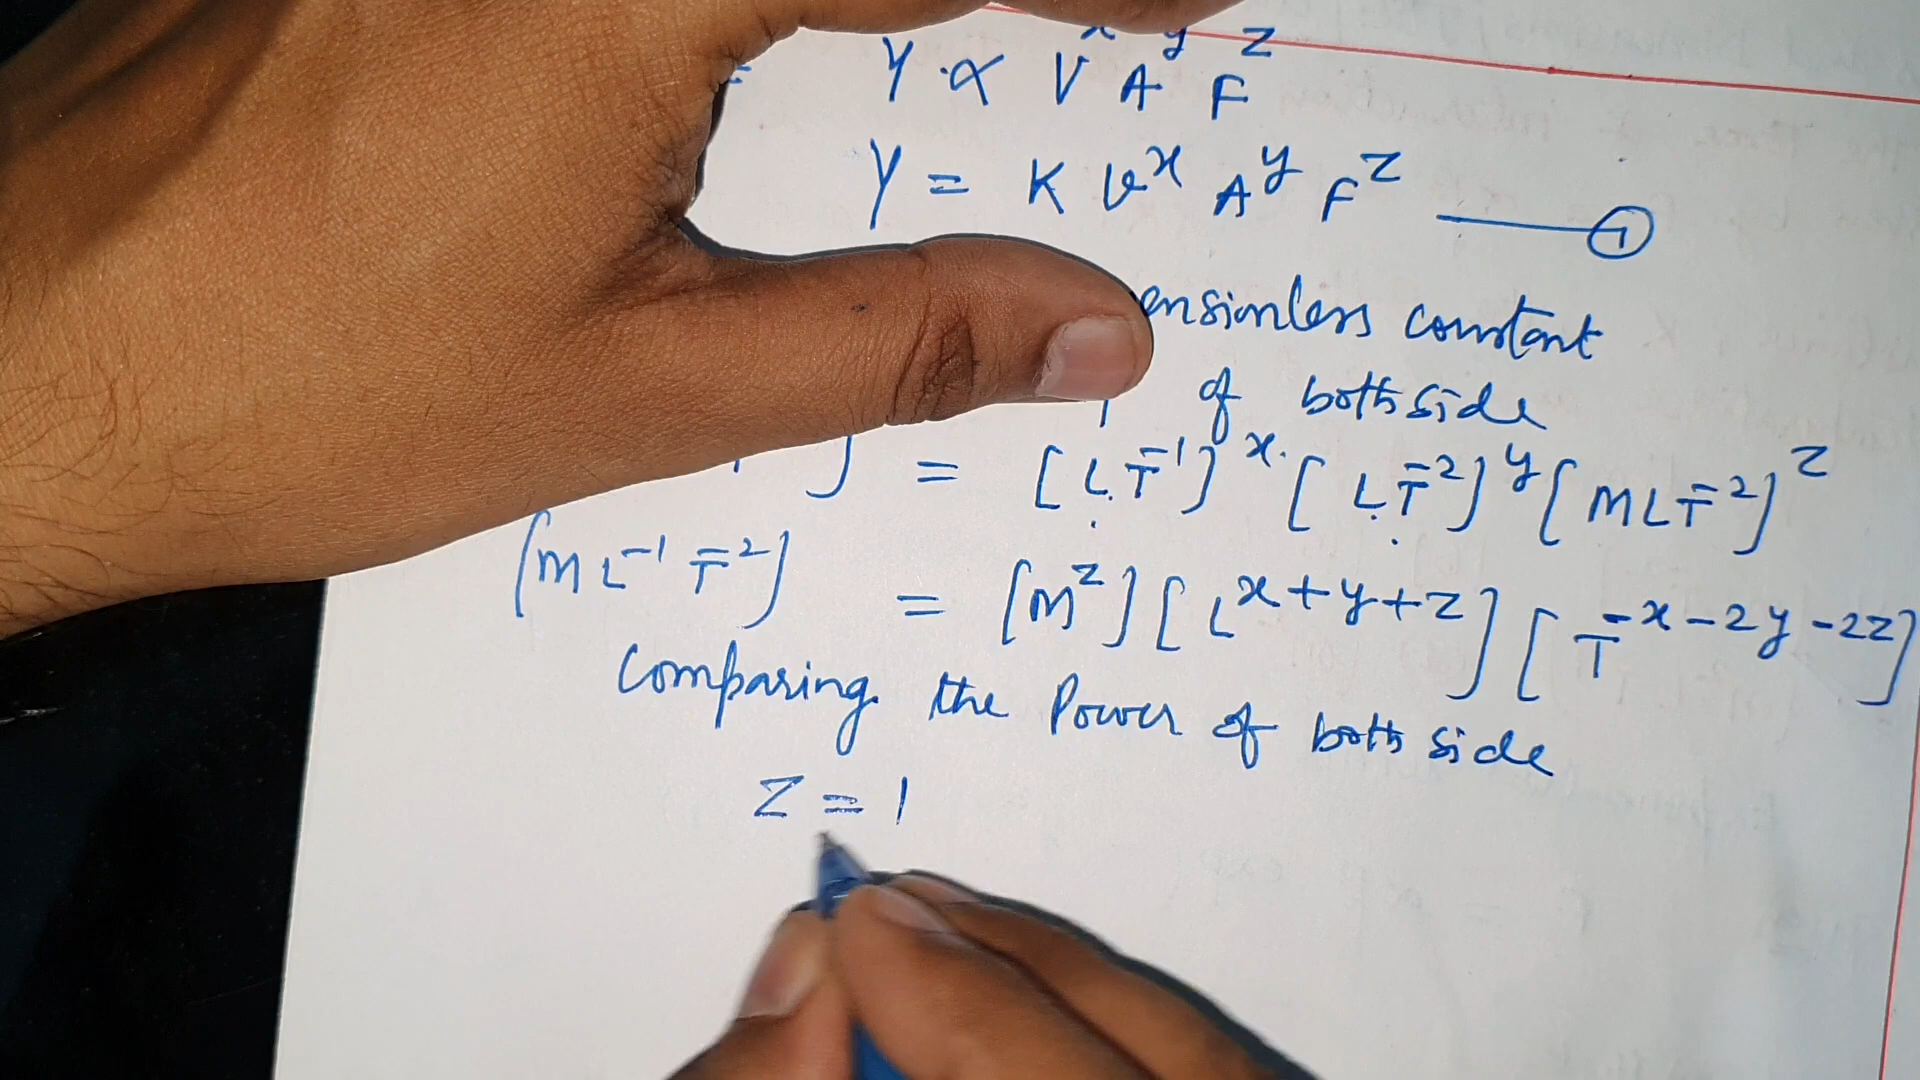 Y ∝ V^x A^y F^z
Y = K v^x A^y F^z —— ①
ensionless constant
of both side
] = [LT^-1]^x [LT^-2]^y [MLT^-2]^z
[ML^-1 T^-2] = [M^z] [L^x+y+z] [T^-x-2y-2z]
Comparing the Power of both side
Z = 1